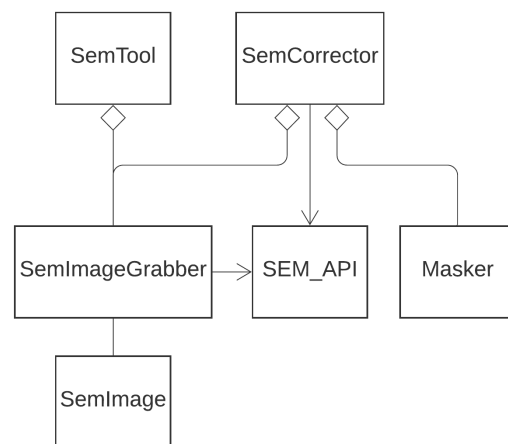 SemTool
SemCorrector
SemImageGrabber
SEM_API
Masker
SemImage